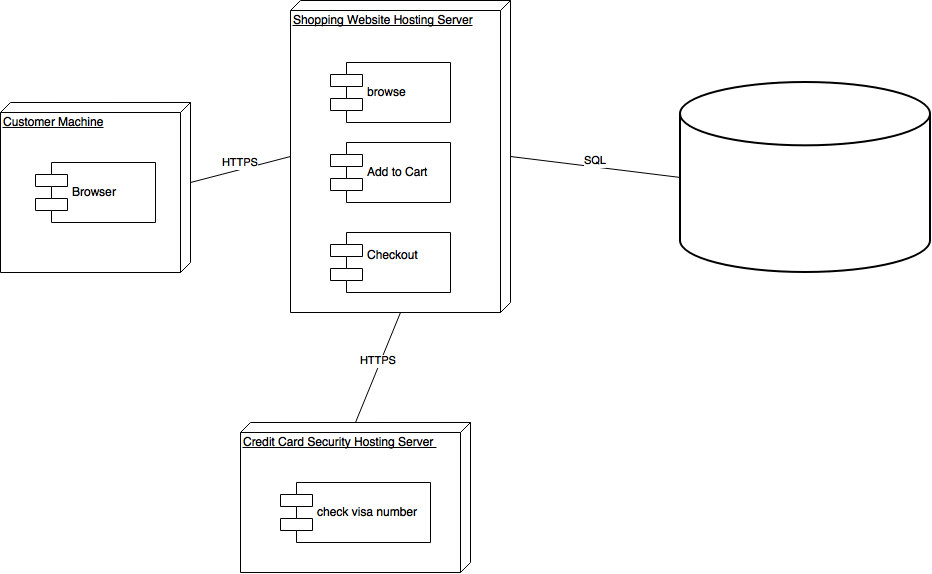 Shopping Website Hosting Server
browse
Customer Machine
HTTPS
SQL
Add to Cart
Browser
Checkout
HTTPS
Credit Card Security Hosting Server
check visa number